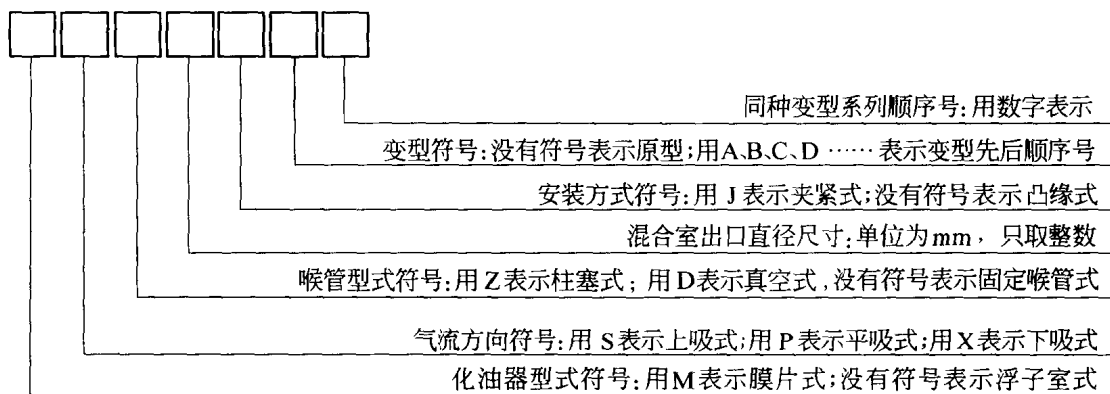 同种变型系列顺序号:用数字表示
变型符号:没有符号表示原型;用A、B、C、D …… 表示变型先后顺序号
安装方式符号:用 J 表示夹紧式;没有符号表示凸缘式
混合室出口直径尺寸:单位为mm，只取整数
喉管型式符号:用 Z 表示柱塞式; 用 D 表示真空式,没有符号表示固定喉管式
气流方向符号:用 S 表示上吸式;用 P 表示平吸式;用 X 表示下吸式
化油器型式符号:用M表示膜片式;没有符号表示浮子室式